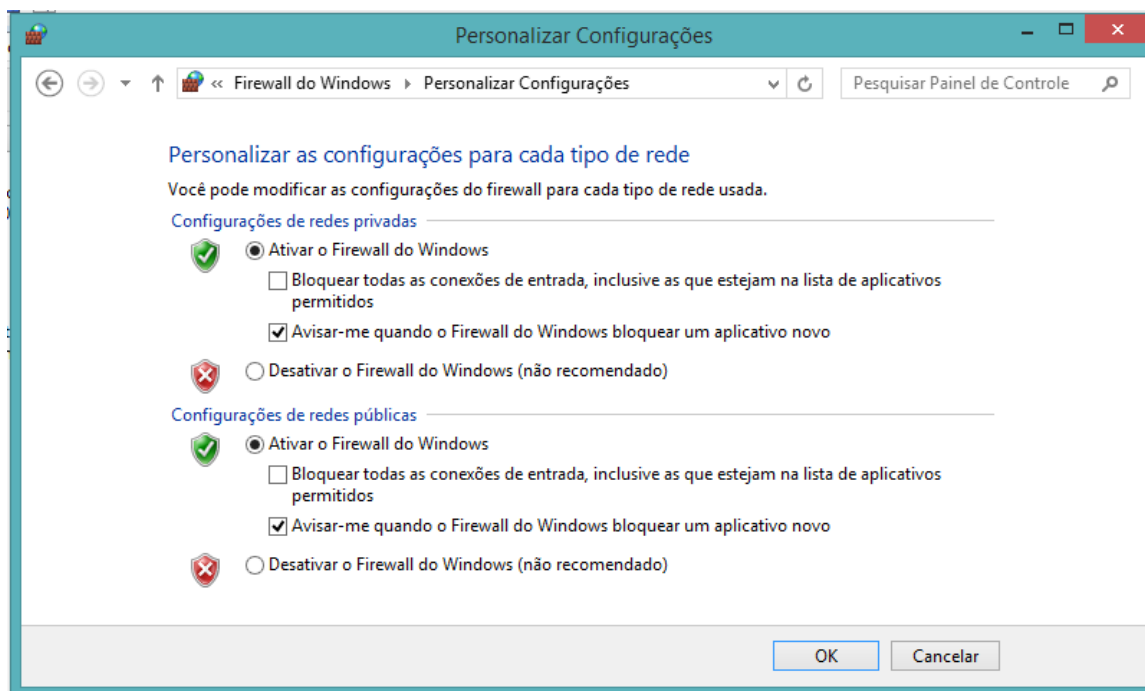 Personalizar Configurações
« Firewall do Windows Personalizar Configurações
Pesquisar Painel de Controle
Personalizar as configurações para cada tipo de rede
Você pode modificar as configurações do firewall para cada tipo de rede usada.
Configurações de redes privadas
Ativar o Firewall do Windows
Bloquear todas as conexões de entrada, inclusive as que estejam na lista de aplicativos
permitidos
Avisar-me quando o Firewall do Windows bloquear um aplicativo novo
Desativar o Firewall do Windows (não recomendado)
Configurações de redes públicas
Ativar o Firewall do Windows
Bloquear todas as conexões de entrada, inclusive as que estejam na lista de aplicativos
permitidos
Avisar-me quando o Firewall do Windows bloquear um aplicativo novo
Desativar o Firewall do Windows (não recomendado)
OK
Cancelar